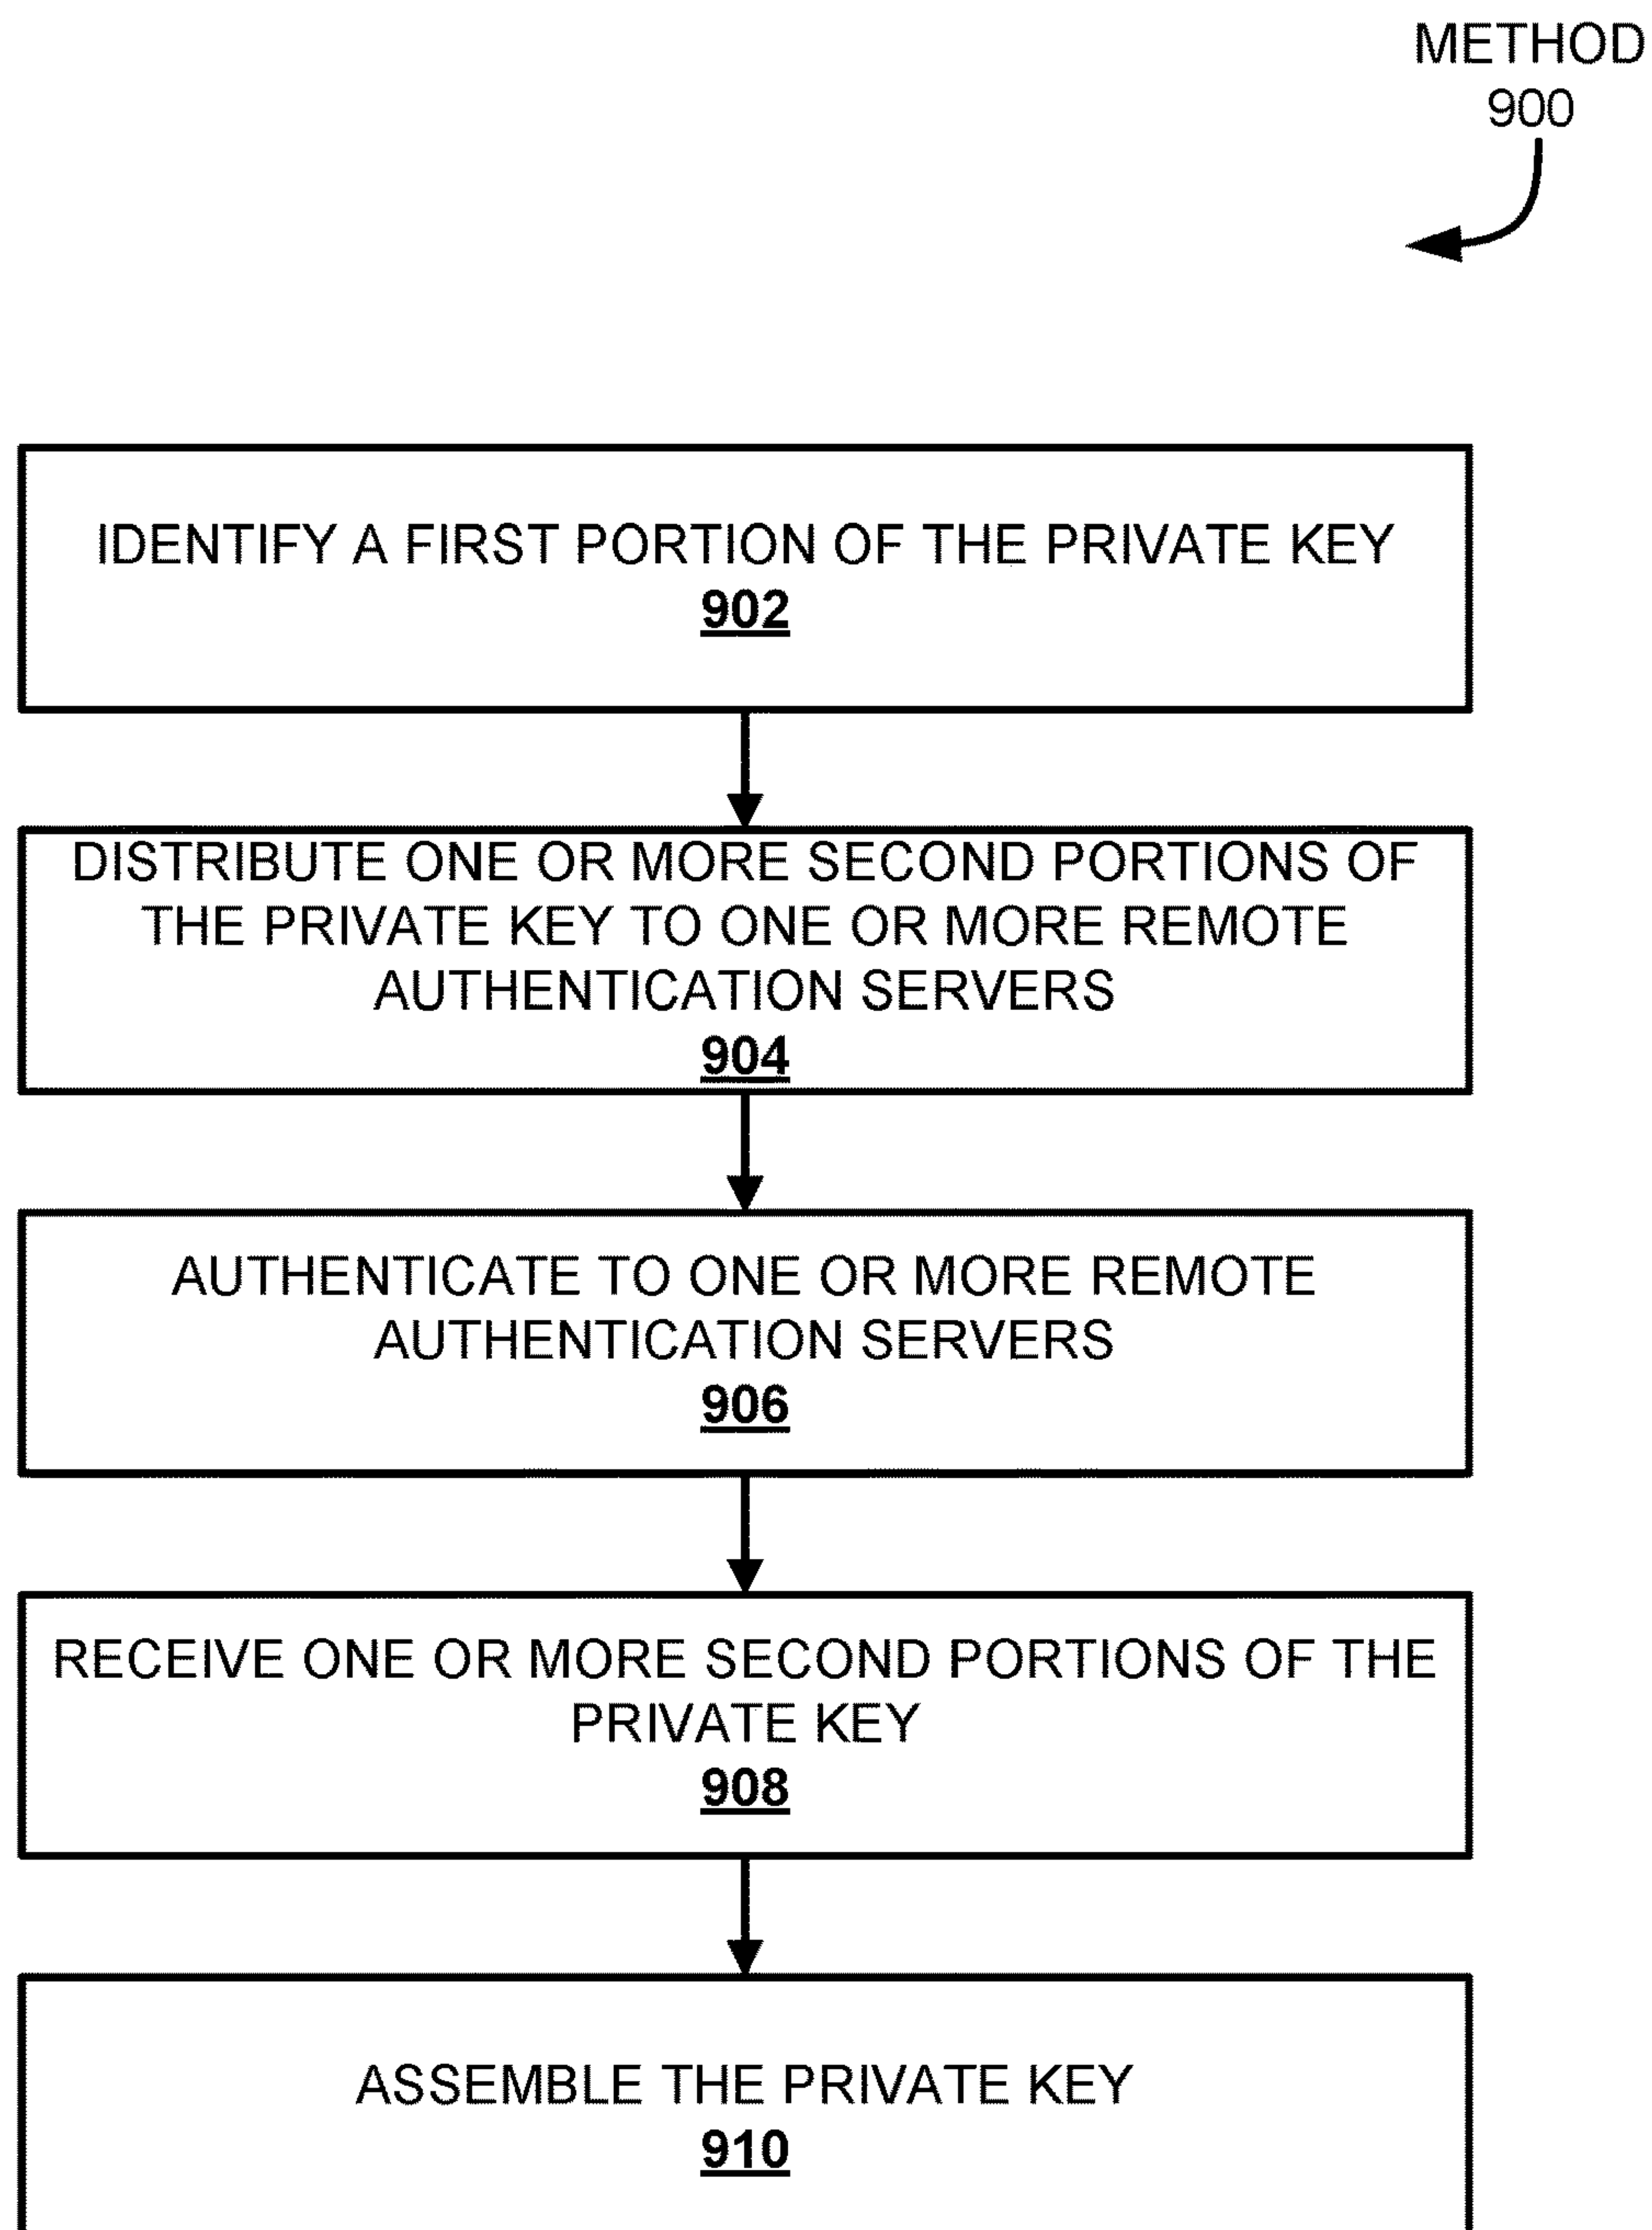 METHOD
900
IDENTIFY A FIRST PORTION OF THE PRIVATE KEY
902
DISTRIBUTE ONE OR MORE SECOND PORTIONS OF
THE PRIVATE KEY TO ONE OR MORE REMOTE
AUTHENTICATION SERVERS
904
AUTHENTICATE TO ONE OR MORE REMOTE
AUTHENTICATION SERVERS
906
RECEIVE ONE OR MORE SECOND PORTIONS OF THE
PRIVATE KEY
908
ASSEMBLE THE PRIVATE KEY
910